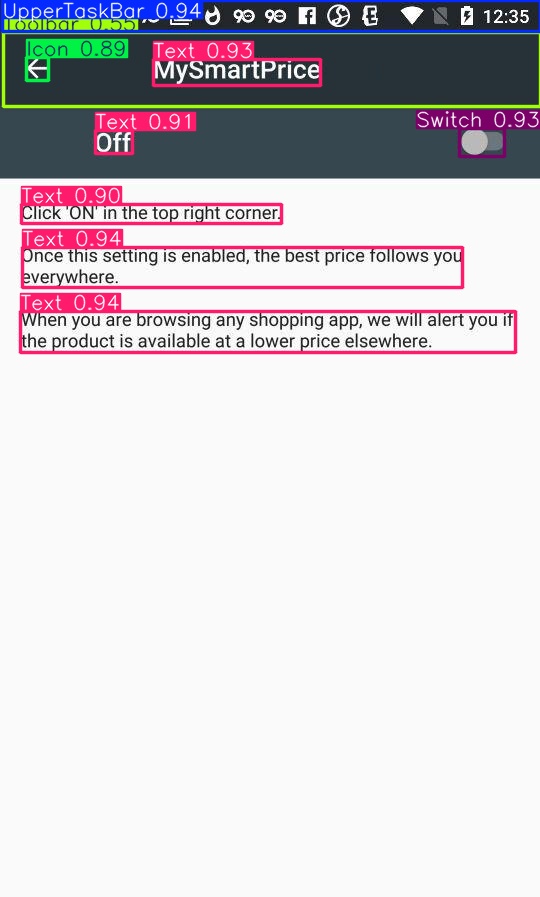 UpperTaskBar 0.94
12:35
Toolbar 0.55
Icon 0.89
Text 0.93
MySmartPrice
Text 0.91
Switch 0.93
Off
Text 0.90
Click 'ON' in the top right corner.
Text 0.94
Once this setting is enabled, the best price follows you
everywhere.
Text 0.94
When you are browsing any shopping app, we will alert you if
the product is available at a lower price elsewhere.